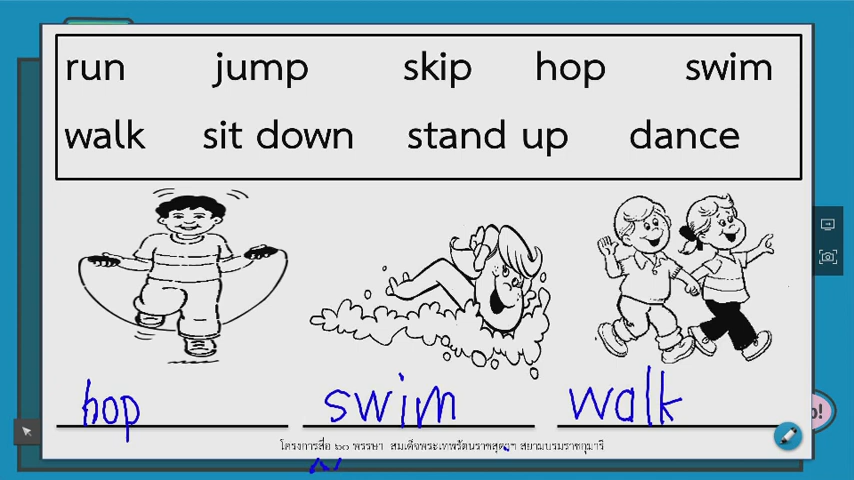 run jump skip hop swim
walk sit down stand up dance
hop swim walk
โครงการสื่อ ๖๐ พรรษา สมเด็จพระเทพรัตนราชสุดาฯ สยามบรมราชกุมารี